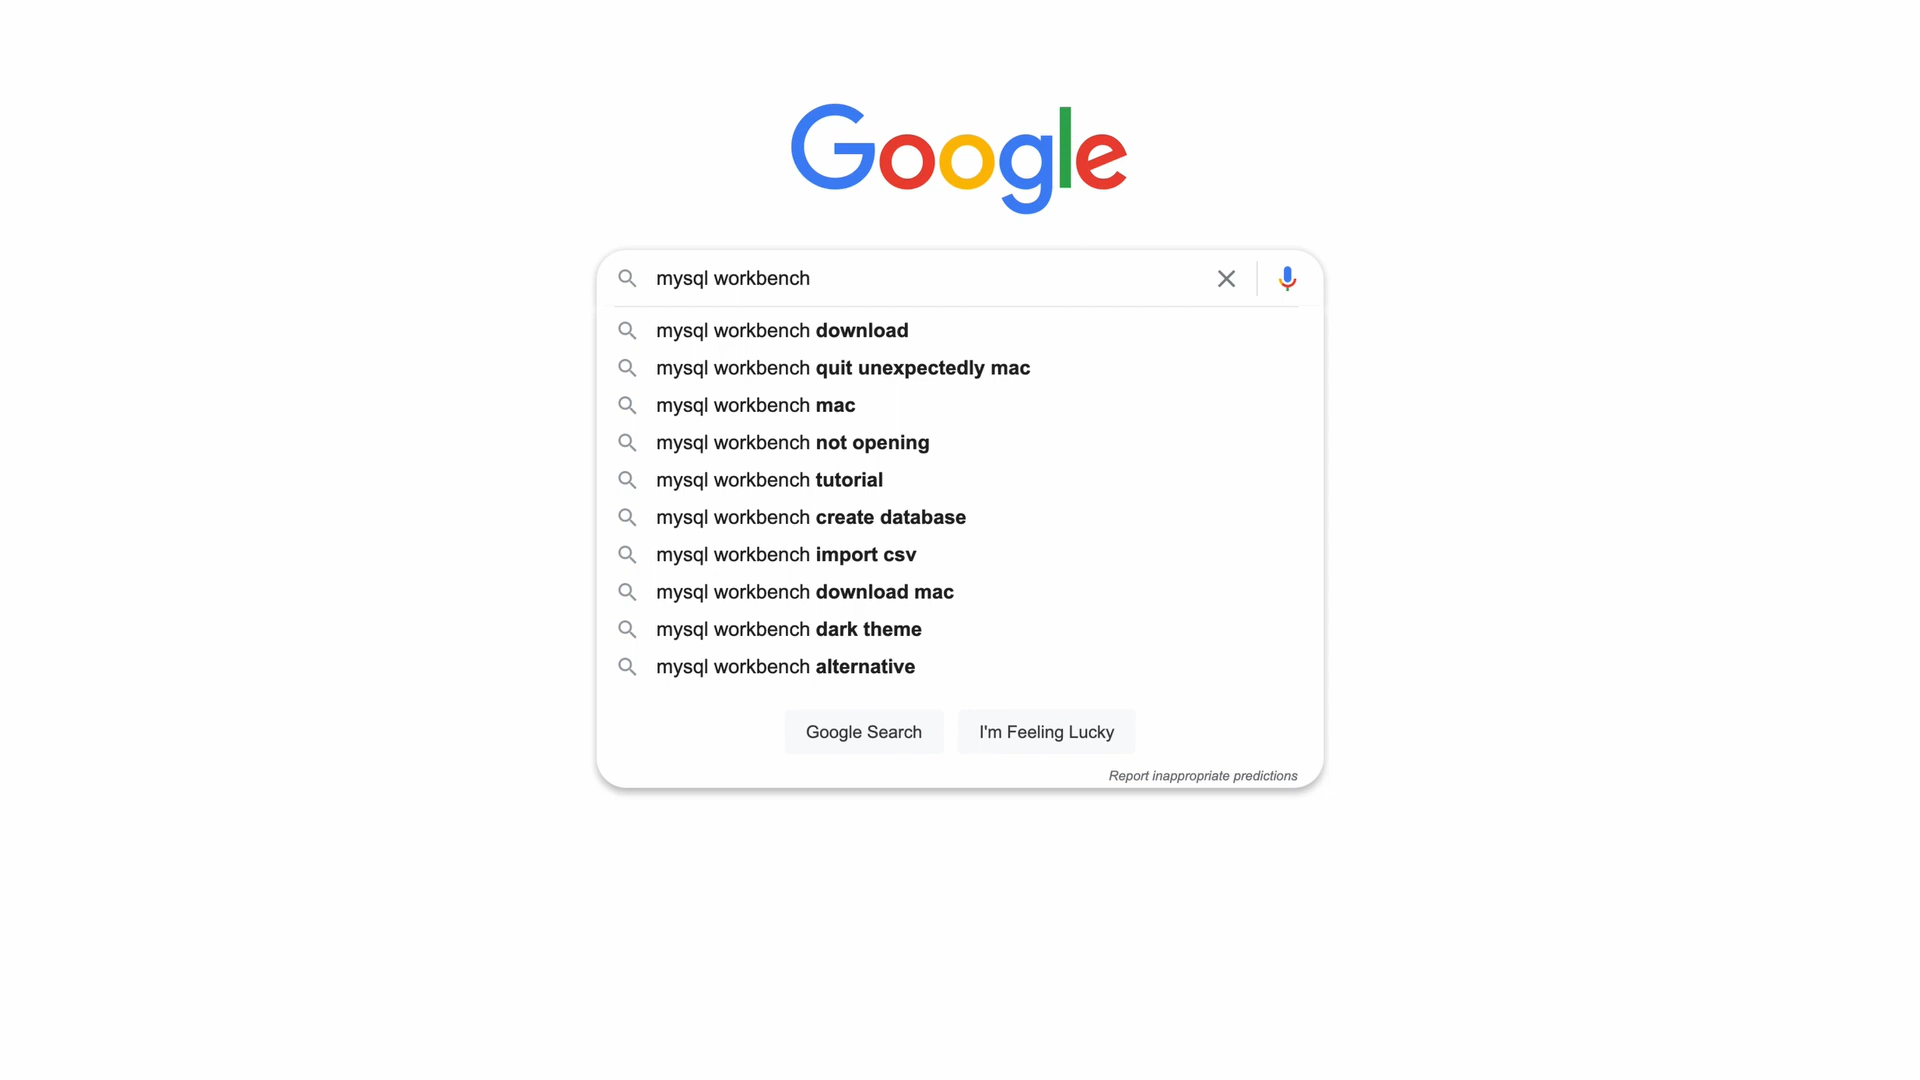 Google
mysql workbench
mysql workbench download
mysql workbench quit unexpectedly mac
mysql workbench mac
mysql workbench not opening
mysql workbench tutorial
mysql workbench create database
mysql workbench import csv
mysql workbench download mac
mysql workbench dark theme
mysql workbench alternative
Google Search I'm Feeling Lucky
Report inappropriate predictions